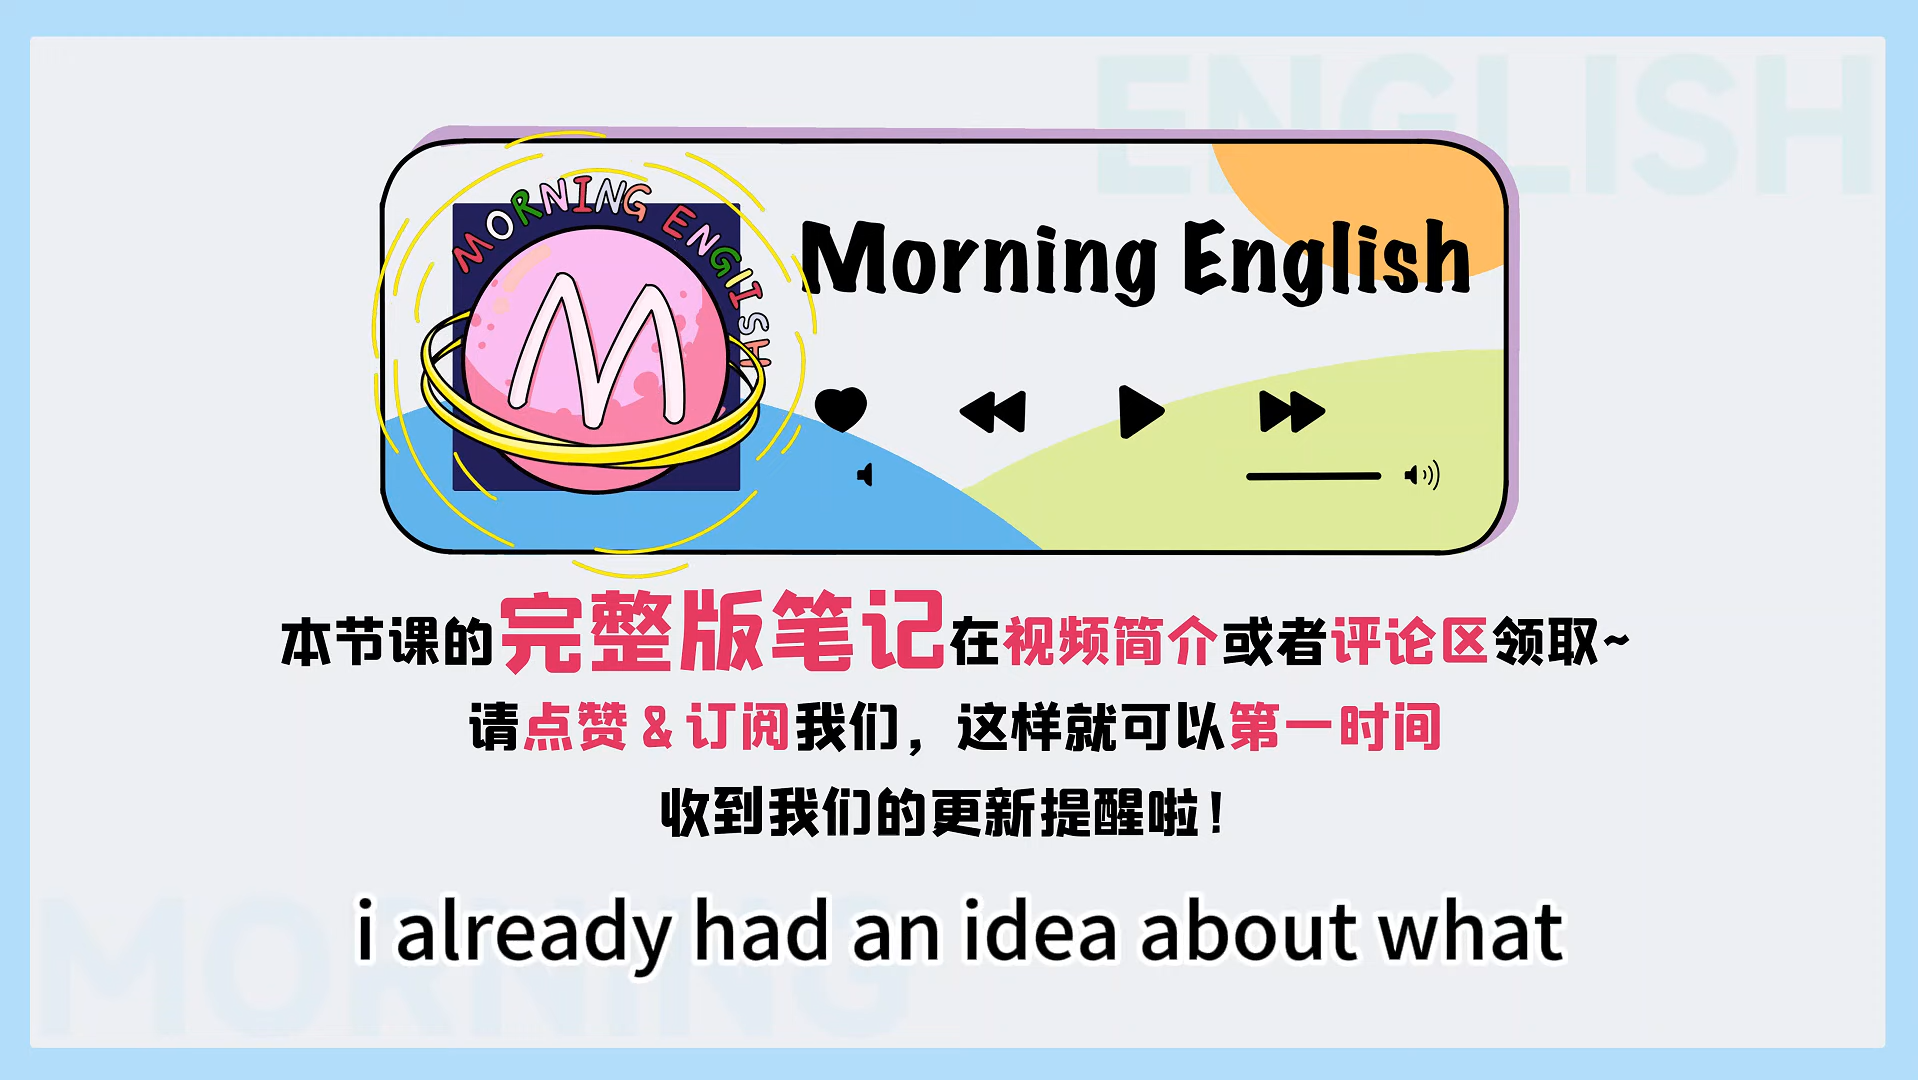 ENGLISH
MORNING ENGLISH
M
Morning English
本节课的完整版笔记在视频简介或者评论区领取~
请点赞&订阅我们，这样就可以第一时间
收到我们的更新提醒啦！
i already had an idea about what
MORNING